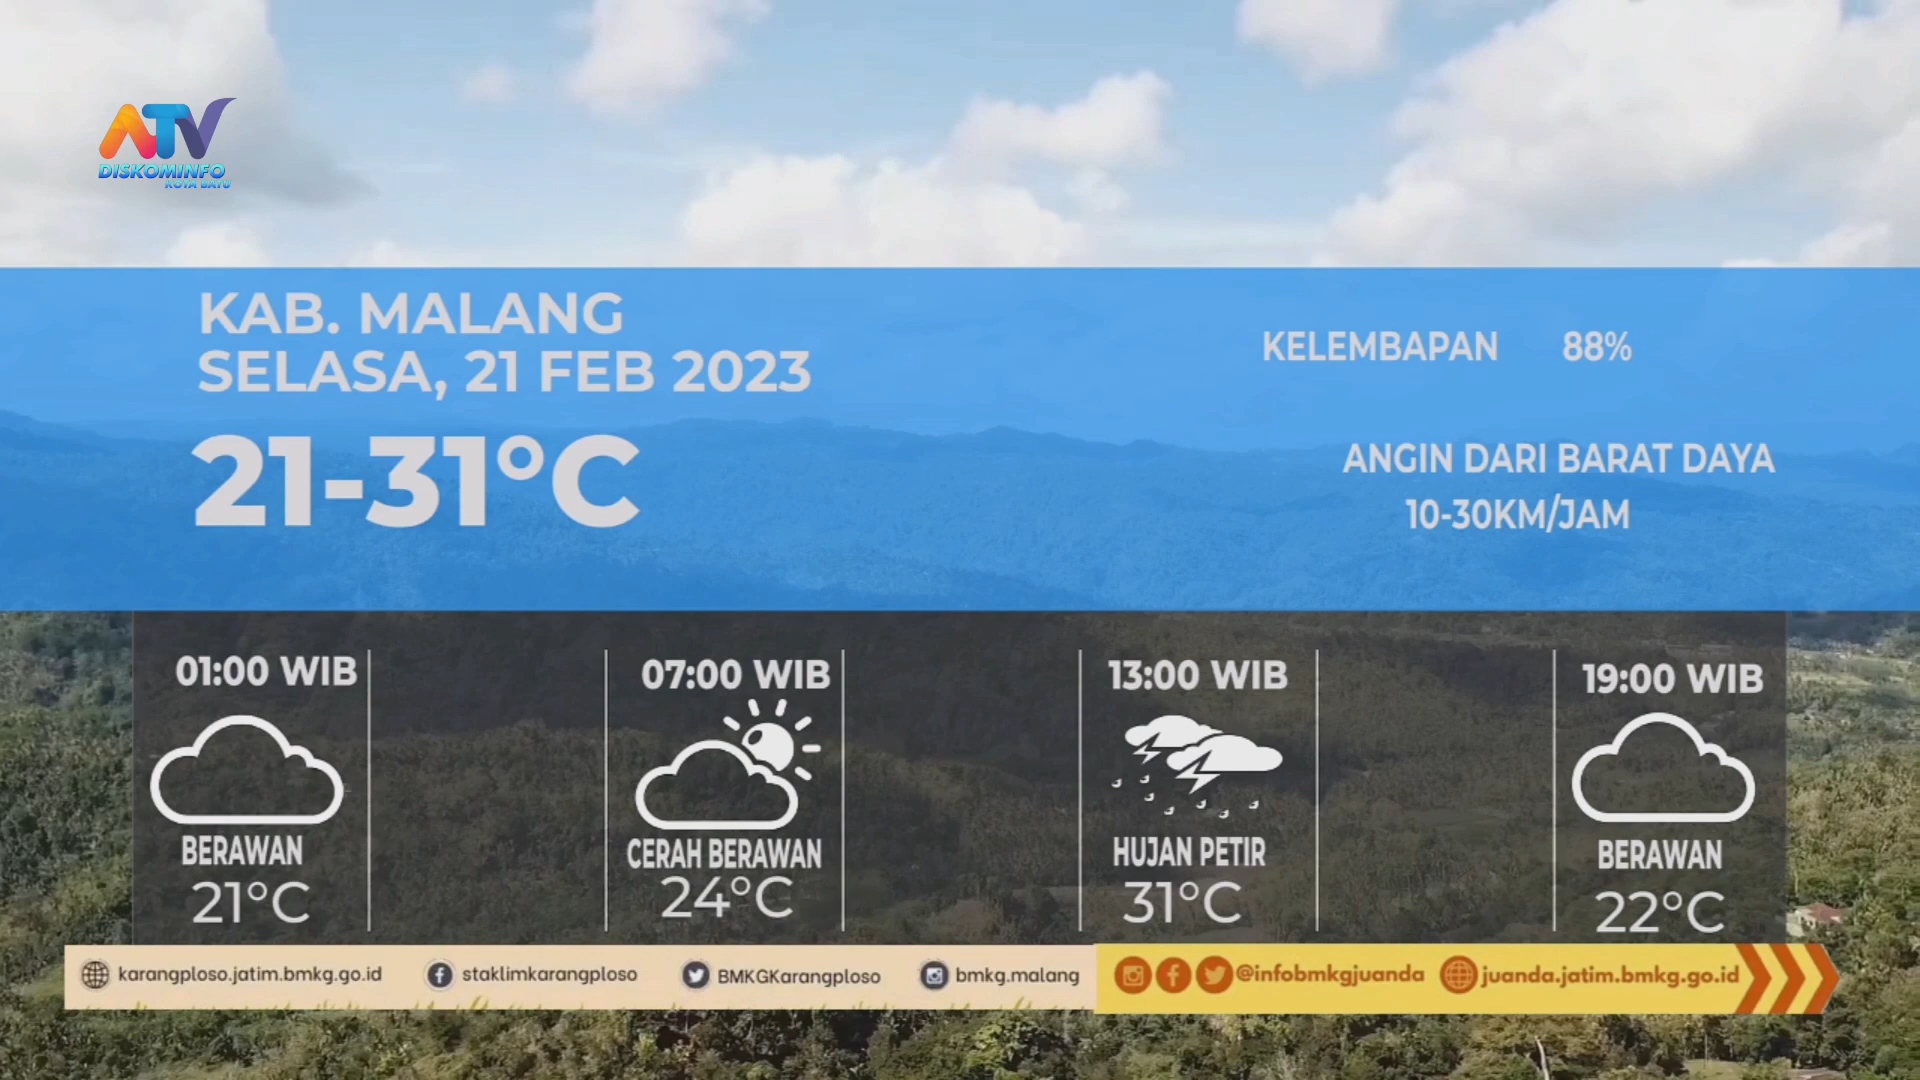 ATV
DISKOMINFO
KOTA BATU
KAB. MALANG
SELASA, 21 FEB 2023
21-31°C
KELEMBAPAN 88%
ANGIN DARI BARAT DAYA
10-30KM/JAM
01:00 WIB
BERAWAN
21°C
07:00 WIB
CERAH BERAWAN
24°C
13:00 WIB
HUJAN PETIR
31°C
19:00 WIB
BERAWAN
22°C
karangploso.jatim.bmkg.go.id staklimkarangploso BMKGKarangploso bmkg.malang @infobmkgjuanda juanda.jatim.bmkg.go.id